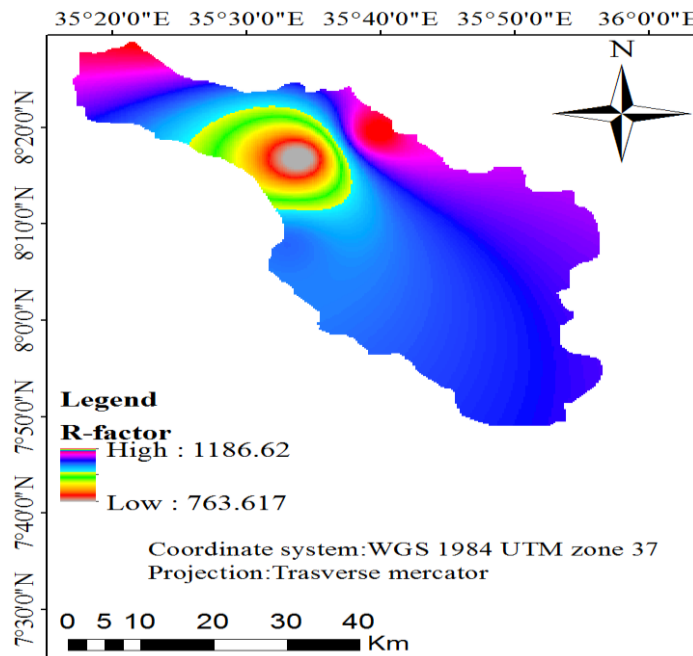 35°20'0"E 35°30'0"E 35°40'0"E 35°50'0"E 36°0'0"E
N
8°20'0"N
8°10'0"N
8°0'0"N
7°50'0"N
7°40'0"N
7°30'0"N
Legend
R-factor
High : 1186.62
Low : 763.617
Coordinate system:WGS 1984 UTM zone 37
Projection:Trasverse mercator
0 5 10 20 30 40
Km